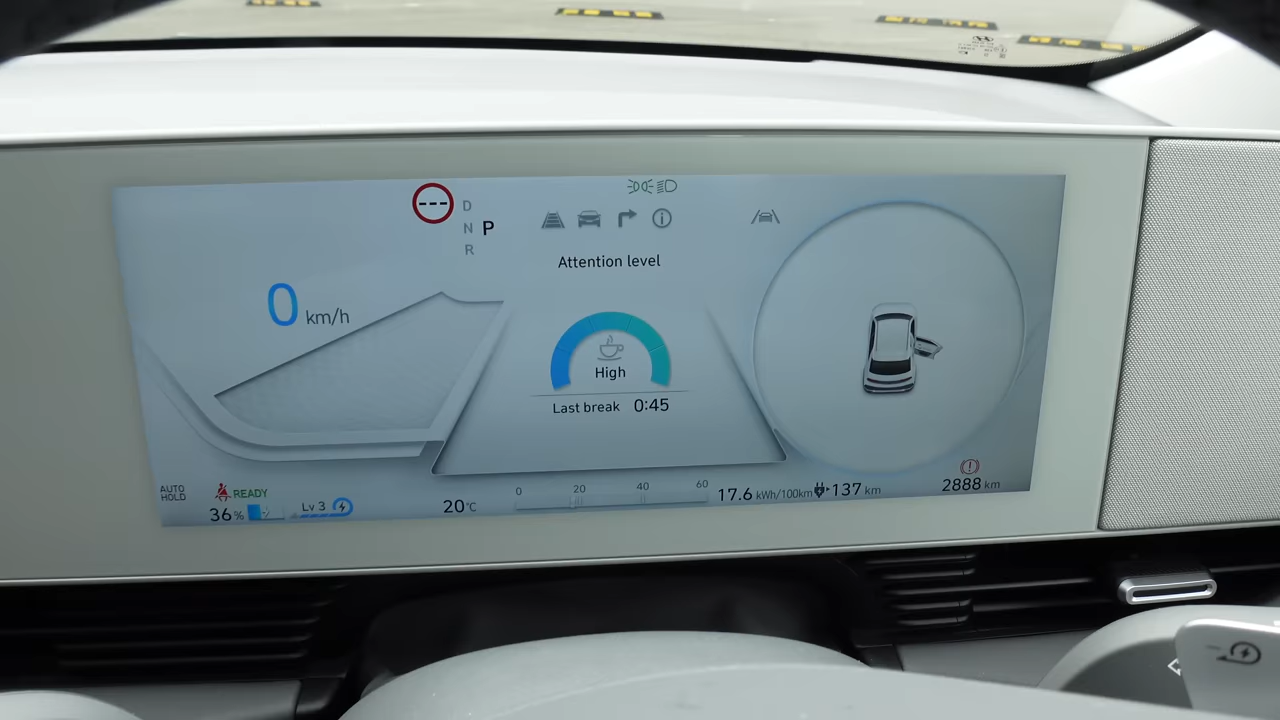 ---
D
N P
R
Attention level
0 km/h
High
Last break 0:45
AUTO
HOLD
READY
36%
Lv 3
20°C
0 20 40 60
17.6 kWh/100km
137 km
2888 km